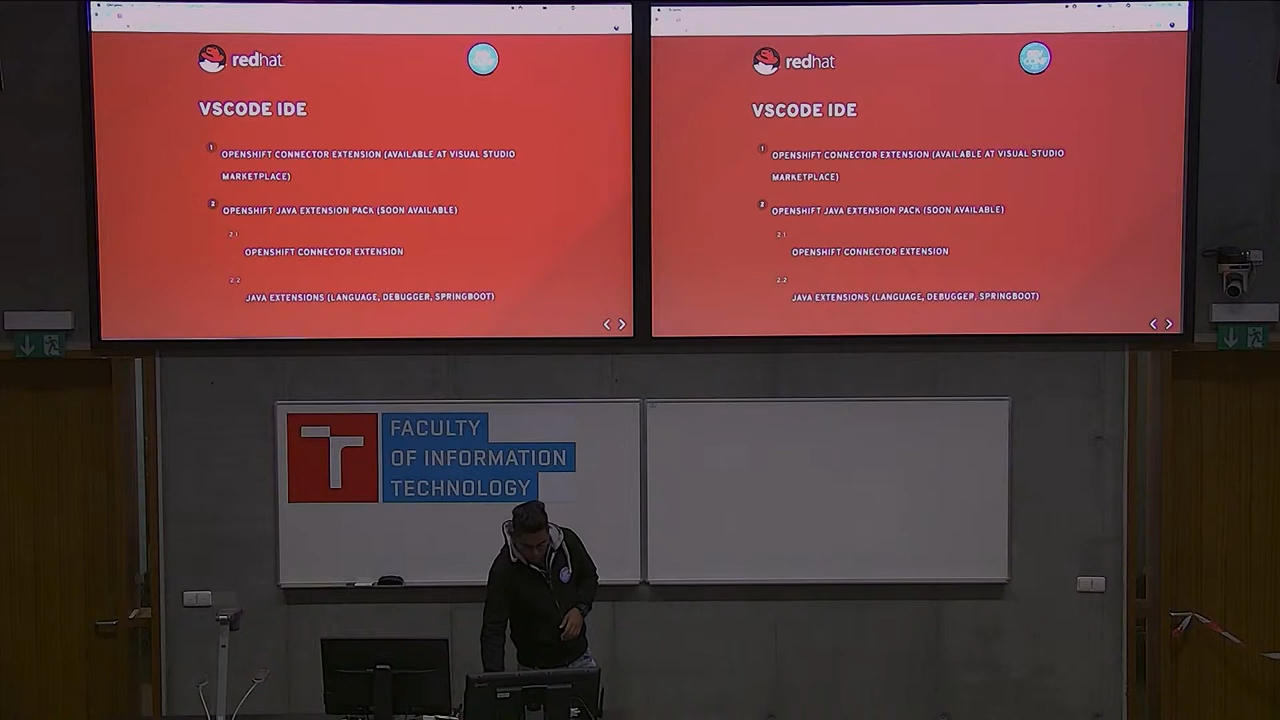 redhat
VSCODE IDE
1 OPENSHIFT CONNECTOR EXTENSION (AVAILABLE AT VISUAL STUDIO
MARKETPLACE)
2 OPENSHIFT JAVA EXTENSION PACK (SOON AVAILABLE)
2.1
OPENSHIFT CONNECTOR EXTENSION
2.2
JAVA EXTENSIONS (LANGUAGE, DEBUGGER, SPRINGBOOT)
redhat
VSCODE IDE
1 OPENSHIFT CONNECTOR EXTENSION (AVAILABLE AT VISUAL STUDIO
MARKETPLACE)
2 OPENSHIFT JAVA EXTENSION PACK (SOON AVAILABLE)
2.1
OPENSHIFT CONNECTOR EXTENSION
2.2
JAVA EXTENSIONS (LANGUAGE, DEBUGGER, SPRINGBOOT)
FACULTY
OF INFORMATION
TECHNOLOGY